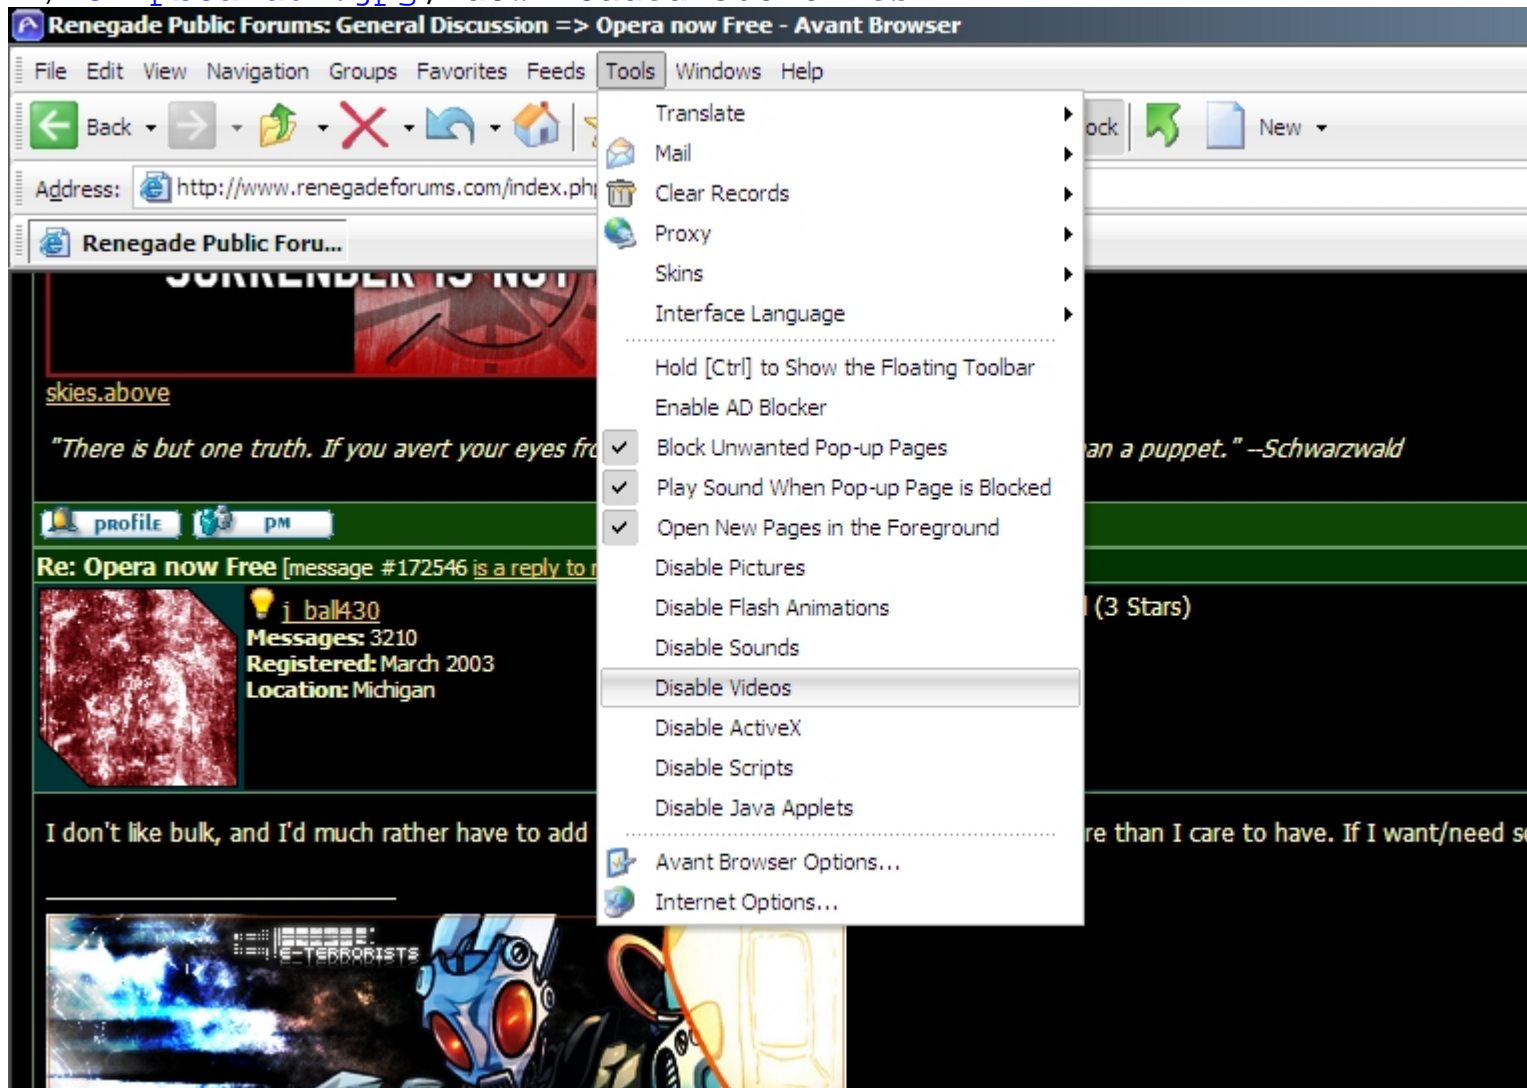 Renegade Public Forums: General Discussion => Opera now Free - Avant Browser
File Edit View Navigation Groups Favorites Feeds Tools Windows Help
Back
New
Address: http://www.renegadeforums.com/index.php
Renegade Public Foru...
Translate
Mail
Clear Records
Proxy
Skins
Interface Language
Hold [Ctrl] to Show the Floating Toolbar
Enable AD Blocker
Block Unwanted Pop-up Pages
Play Sound When Pop-up Page is Blocked
Open New Pages in the Foreground
Disable Pictures
Disable Flash Animations
Disable Sounds
Disable Videos
Disable ActiveX
Disable Scripts
Disable Java Applets
Avant Browser Options...
Internet Options...
SURRENDER IS NOT
skies.above
"There is but one truth. If you avert your eyes
a puppet." --Schwarzwald
profile pm
Re: Opera now Free [message #172546 is a reply to
j_ball430
(3 Stars)
Messages: 3210
Registered: March 2003
Location: Michigan
I don't like bulk, and I'd much rather have to add
than I care to have. If I want/need
E-TERRORISTS